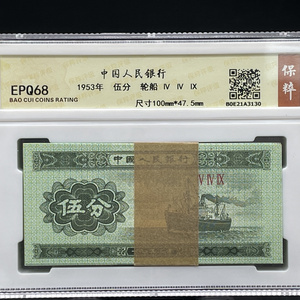 中国人民银行
1953年 伍分 轮船 Ⅳ Ⅳ Ⅸ
EPQ68
BAO CUI COINS RATING
尺寸100mm*47.5mm
B0E21A3130
保粹
中国人民银行
Ⅴ Ⅳ Ⅸ
伍分